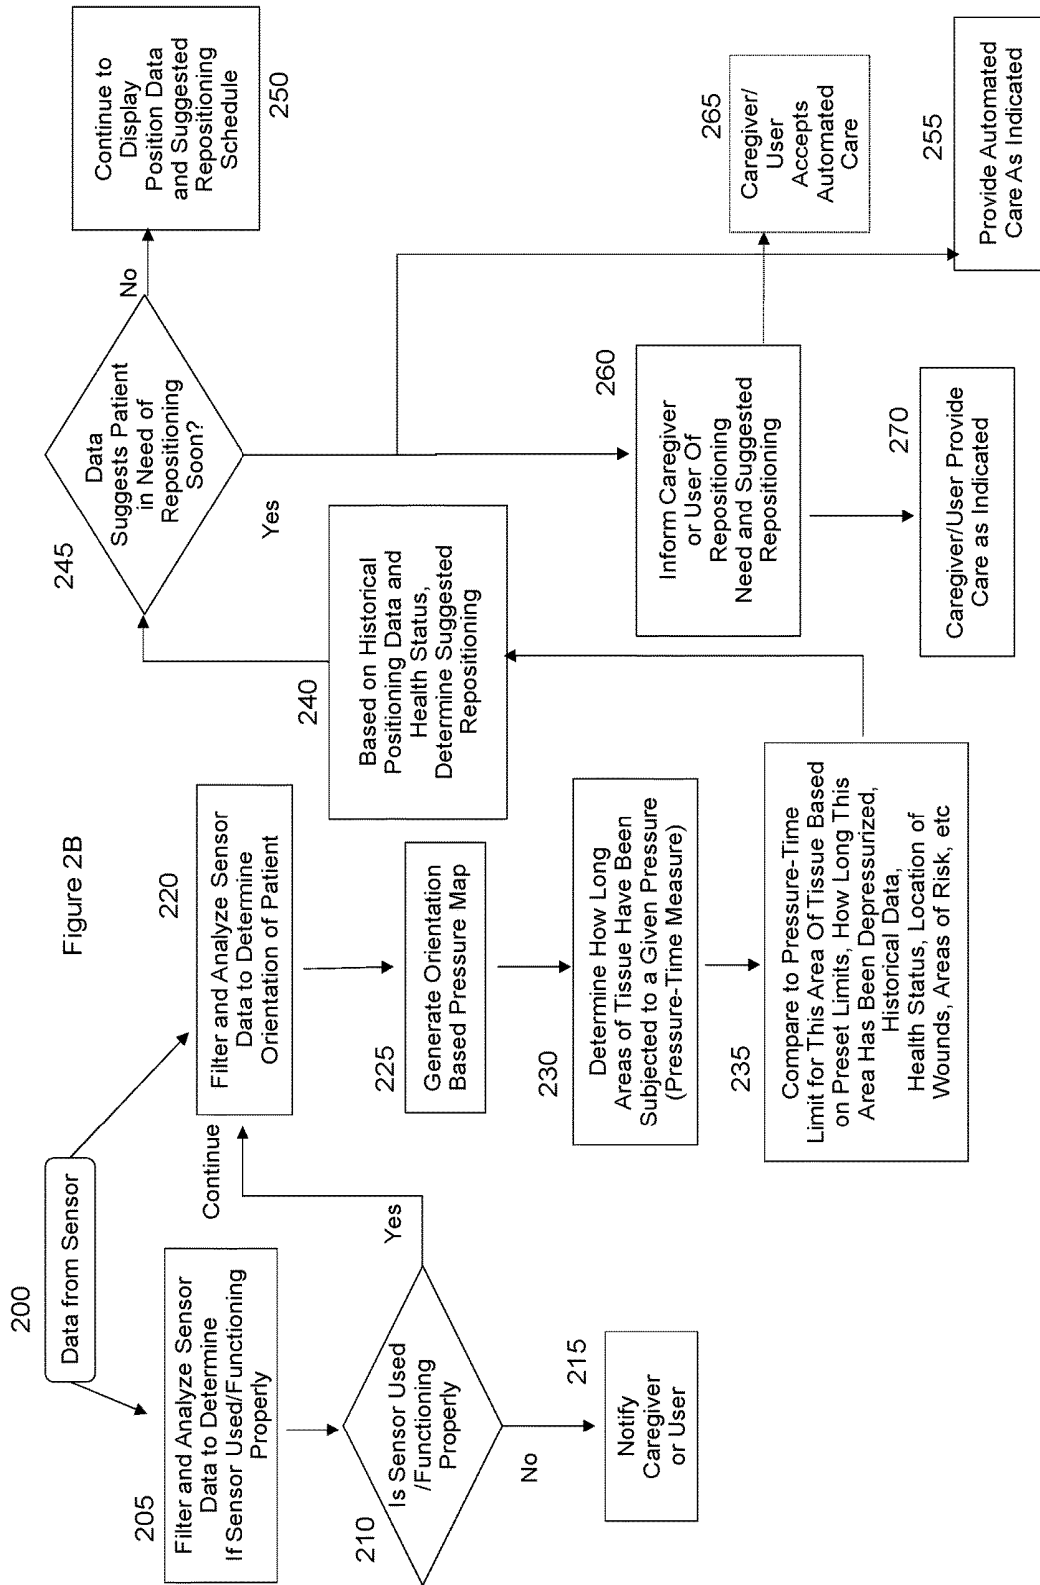 Figure 2B
200
Data from Sensor
205
Filter and Analyze Sensor
Data to Determine
If Sensor Used/Functioning
Properly
210
Is Sensor Used
/Functioning
Properly
Yes
Continue
No
215
Notify
Caregiver
or User
220
Filter and Analyze Sensor
Data to Determine
Orientation of Patient
225
Generate Orientation
Based Pressure Map
230
Determine How Long
Areas of Tissue Have Been
Subjected to a Given Pressure
(Pressure-Time Measure)
235
Compare to Pressure-Time
Limit for This Area Of Tissue Based
on Preset Limits, How Long This
Area Has Been Depressurized,
Historical Data,
Health Status, Location of
Wounds, Areas of Risk, etc
240
Based on Historical
Positioning Data and
Health Status,
Determine Suggested
Repositioning
245
Data
Suggests Patient
in Need of
Repositioning
Soon?
No
Yes
250
Continue to
Display
Position Data
and Suggested
Repositioning
Schedule
260
Inform Caregiver
or User Of
Repositioning
Need and Suggested
Repositioning
265
Caregiver/
User
Accepts
Automated
Care
255
Provide Automated
Care As Indicated
270
Caregiver/User Provide
Care as Indicated